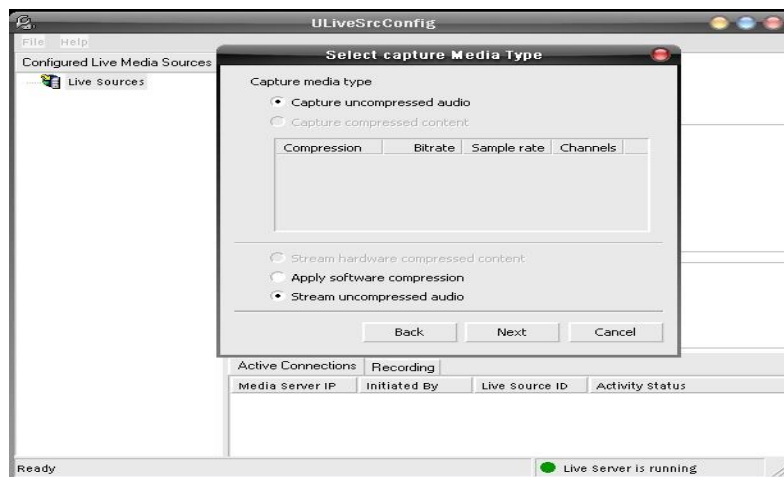 ULiveSrcConfig
File Help
Configured Live Media Sources
Live Sources
Select capture Media Type
Capture media type
Capture uncompressed audio
Capture compressed content
Compression Bitrate Sample rate Channels
Stream hardware compressed content
Apply software compression
Stream uncompressed audio
Back Next Cancel
Active Connections Recording
Media Server IP Initiated By Live Source ID Activity Status
Ready Live Server is running